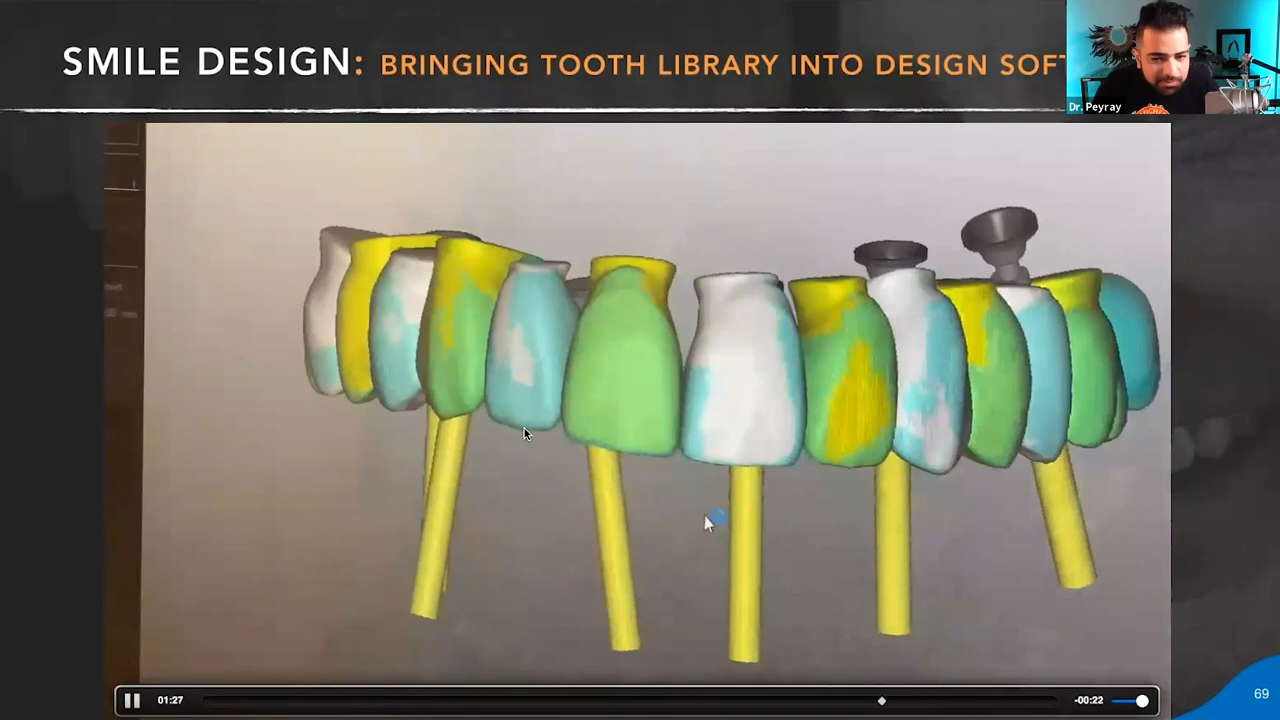 SMILE DESIGN: BRINGING TOOTH LIBRARY INTO DESIGN SOFT
Dr. Peyray
01:27
-00:22
69